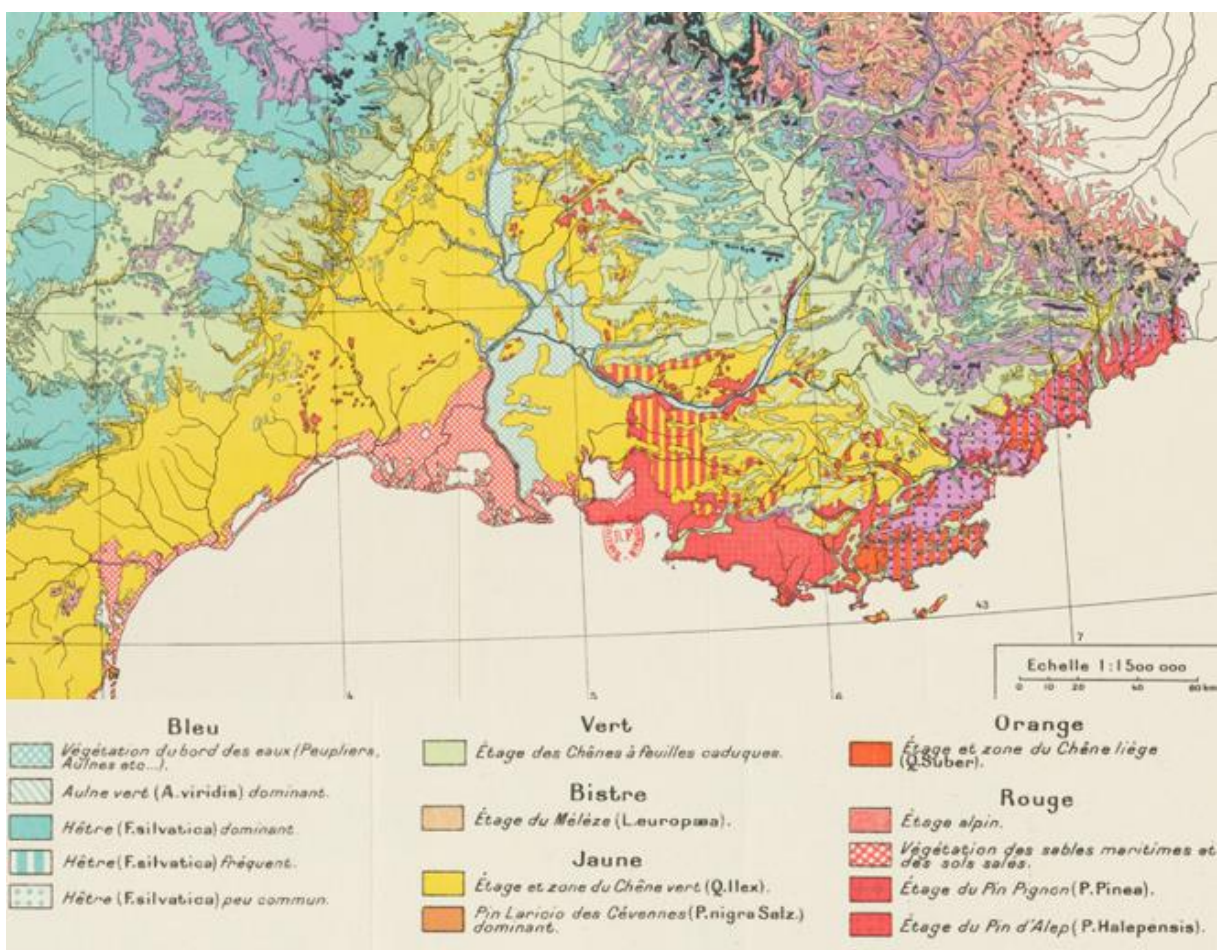 4
5
6
43
7
Echelle 1:1500 000
0 10 20 40 80 km
Bleu
Végétation du bord des eaux (Peupliers,
Aulnes etc...).
Aulne vert (A. viridis) dominant.
Hêtre (F. silvatica) dominant.
Hêtre (F. silvatica) fréquent.
Hêtre (F. silvatica) peu commun.
Vert
Étage des Chênes à feuilles caduques.
Bistre
Étage du Mélèze (L. europæa).
Jaune
Étage et zone du Chêne vert (Q. Ilex).
Pin Laricio des Cévennes (P. nigra Salz.)
dominant.
Orange
Étage et zone du Chêne liège
(Q. Suber).
Rouge
Étage alpin.
Végétation des sables maritimes et
des sols salés.
Étage du Pin Pignon (P. Pinea).
Étage du Pin d'Alep (P. Halepensis).